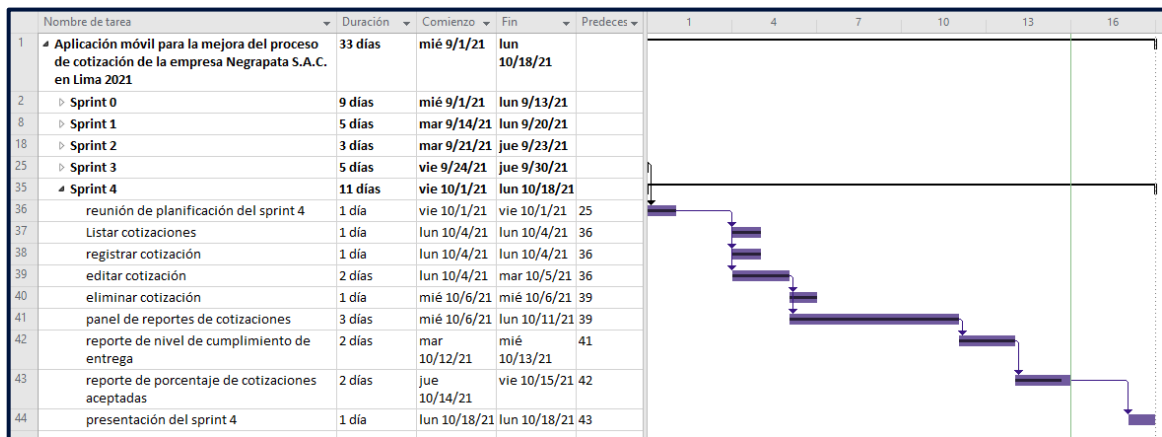 Nombre de tarea Duración Comienzo Fin Predeces 1 4 7 10 13 16
1 Aplicación móvil para la mejora del proceso 33 días mié 9/1/21 lun
de cotización de la empresa Negrapata S.A.C. 10/18/21
en Lima 2021
2 Sprint 0 9 días mié 9/1/21 lun 9/13/21
8 Sprint 1 5 días mar 9/14/21 lun 9/20/21
18 Sprint 2 3 días mar 9/21/21 jue 9/23/21
25 Sprint 3 5 días vie 9/24/21 jue 9/30/21
35 Sprint 4 11 días vie 10/1/21 lun 10/18/21
36 reunión de planificación del sprint 4 1 día vie 10/1/21 vie 10/1/21 25
37 Listar cotizaciones 1 día lun 10/4/21 lun 10/4/21 36
38 registrar cotización 1 día lun 10/4/21 lun 10/4/21 36
39 editar cotización 2 días lun 10/4/21 mar 10/5/21 36
40 eliminar cotización 1 día mié 10/6/21 mié 10/6/21 39
41 panel de reportes de cotizaciones 3 días mié 10/6/21 lun 10/11/21 39
42 reporte de nivel de cumplimiento de 2 días mar mié 41
entrega 10/12/21 10/13/21
43 reporte de porcentaje de cotizaciones 2 días jue vie 10/15/21 42
aceptadas 10/14/21
44 presentación del sprint 4 1 día lun 10/18/21 lun 10/18/21 43